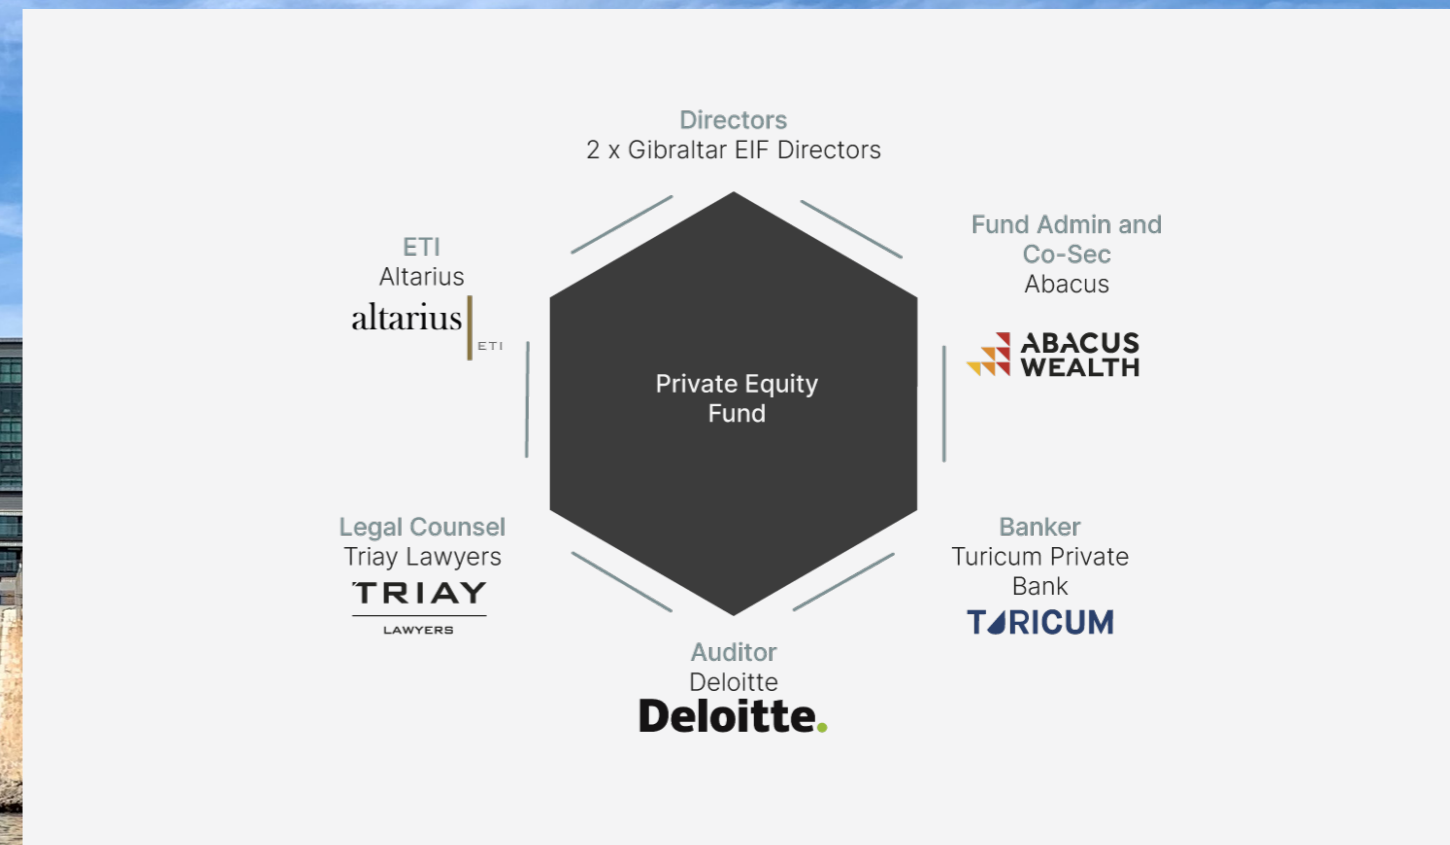 Directors
2 x Gibraltar EIF Directors
Fund Admin and
Co-Sec
Abacus
ABACUS
WEALTH
ETI
Altarius
altarius
ETI
Private Equity
Fund
Legal Counsel
Triay Lawyers
TRIAY
LAWYERS
Banker
Turicum Private
Bank
TURICUM
Auditor
Deloitte
Deloitte.